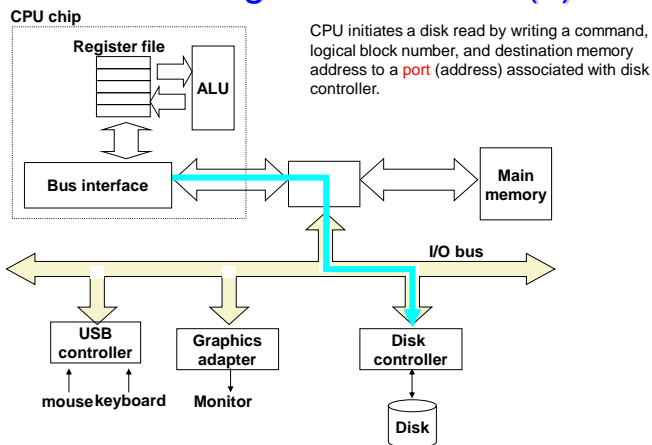 CPU chip
CPU initiates a disk read by writing a command,
logical block number, and destination memory
address to a port (address) associated with disk
controller.
Register file
ALU
Bus interface
Main
memory
I/O bus
USB
controller
Graphics
adapter
Disk
controller
mouse keyboard
Monitor
Disk